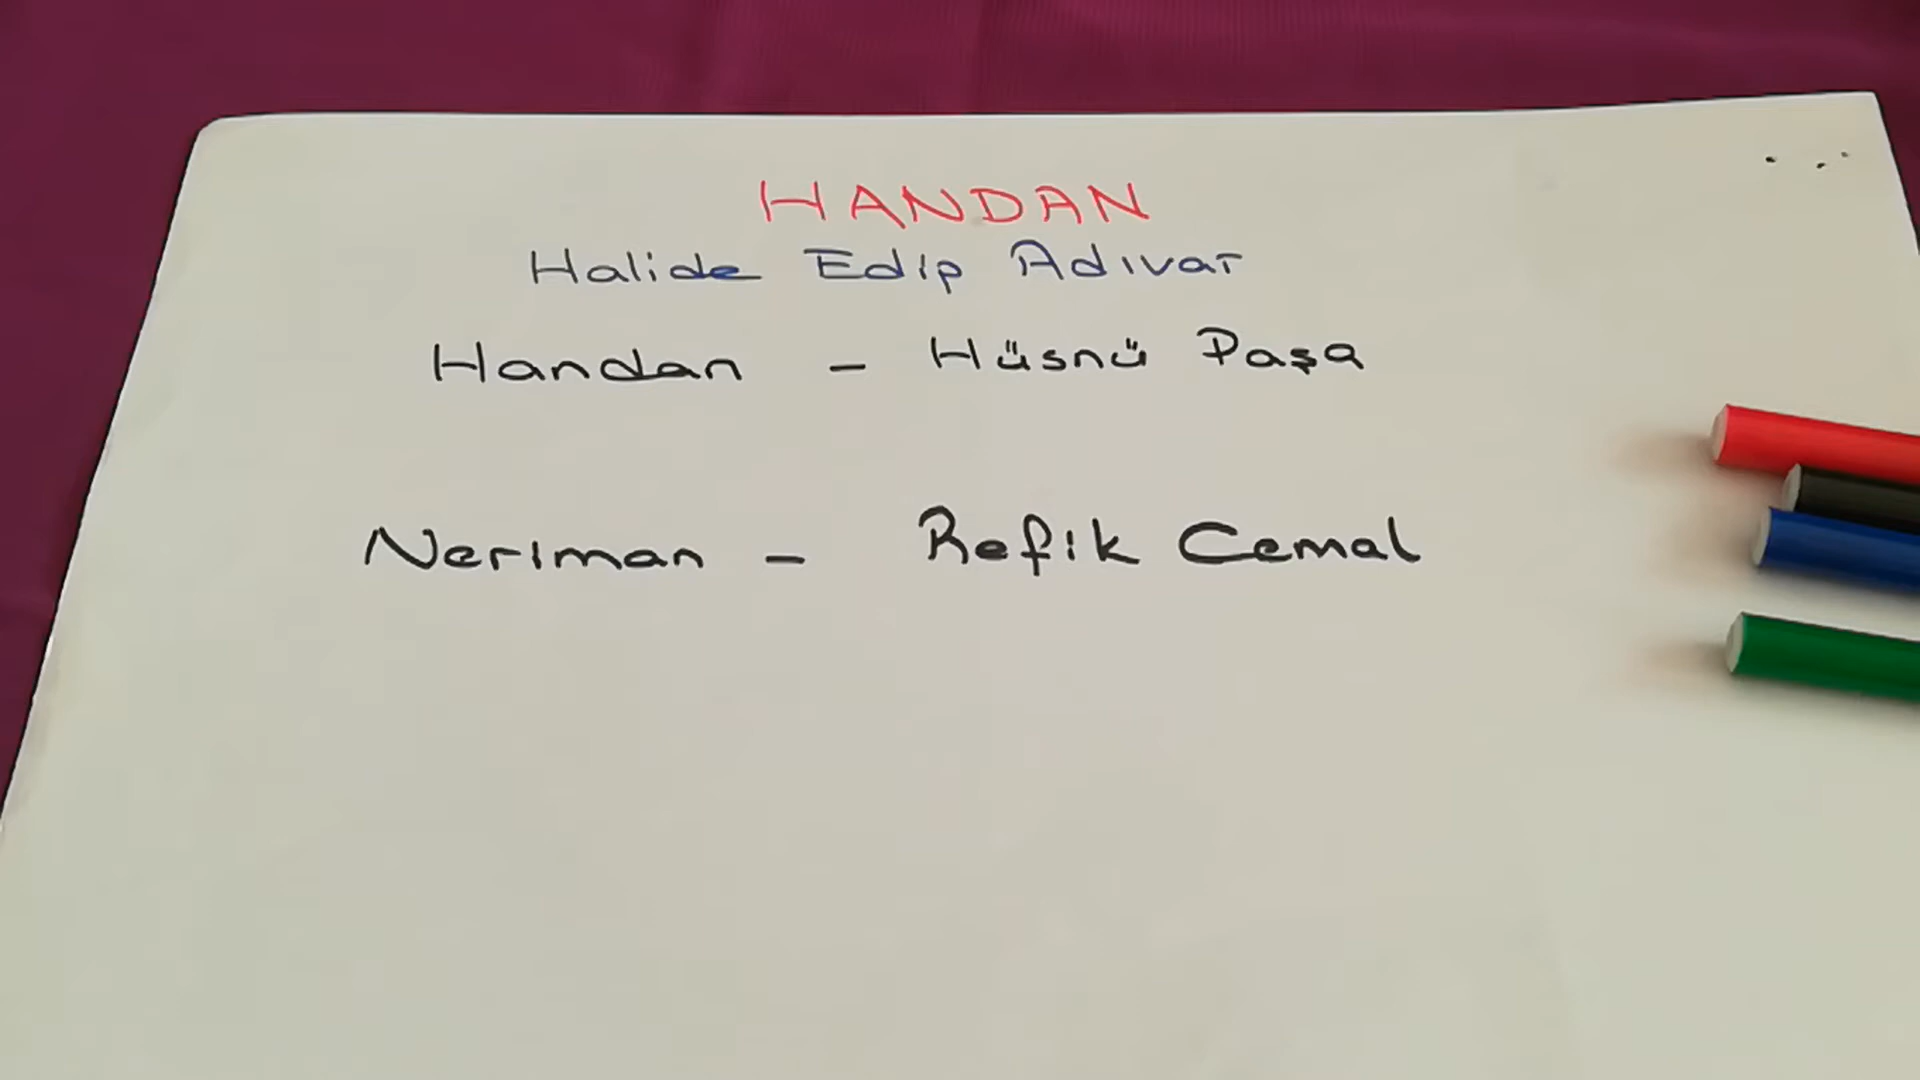 HANDAN
Halide Edip Adıvar
Handan - Hüsnü Paşa
Neriman - Refik Cemal